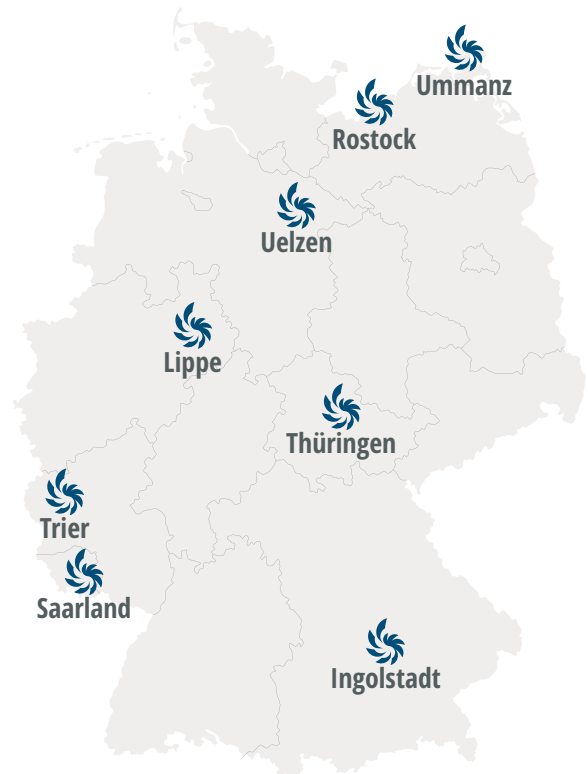 Ummanz
Rostock
Uelzen
Lippe
Thüringen
Trier
Saarland
Ingolstadt